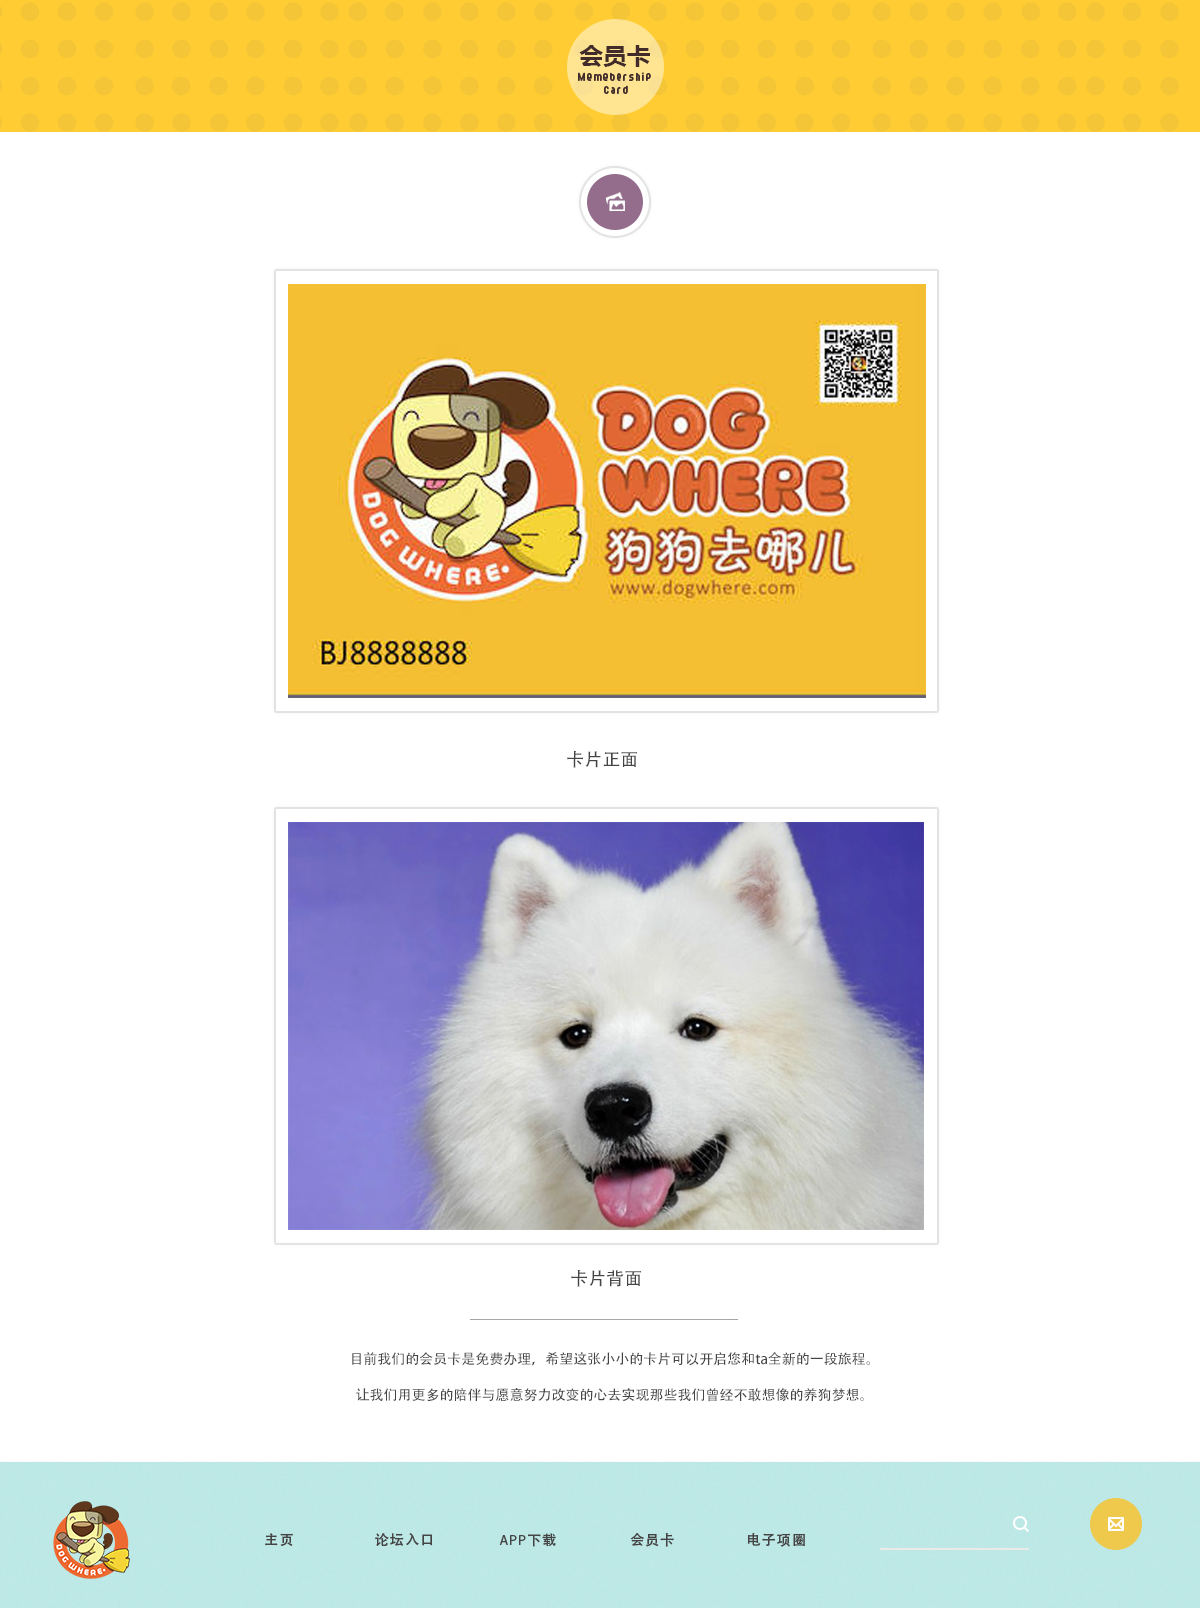 会员卡
Memebership
Card
DOG
WHERE
狗狗去哪儿
www.dogwhere.com
DOG WHERE
BJ8888888
卡片正面
卡片背面
目前我们的会员卡是免费办理，希望这张小小的卡片可以开启您和ta全新的一段旅程。
让我们用更多的陪伴与愿意努力改变的心去实现那些我们曾经不敢想像的养狗梦想。
DOG WHERE
主页
论坛入口
APP下载
会员卡
电子项圈